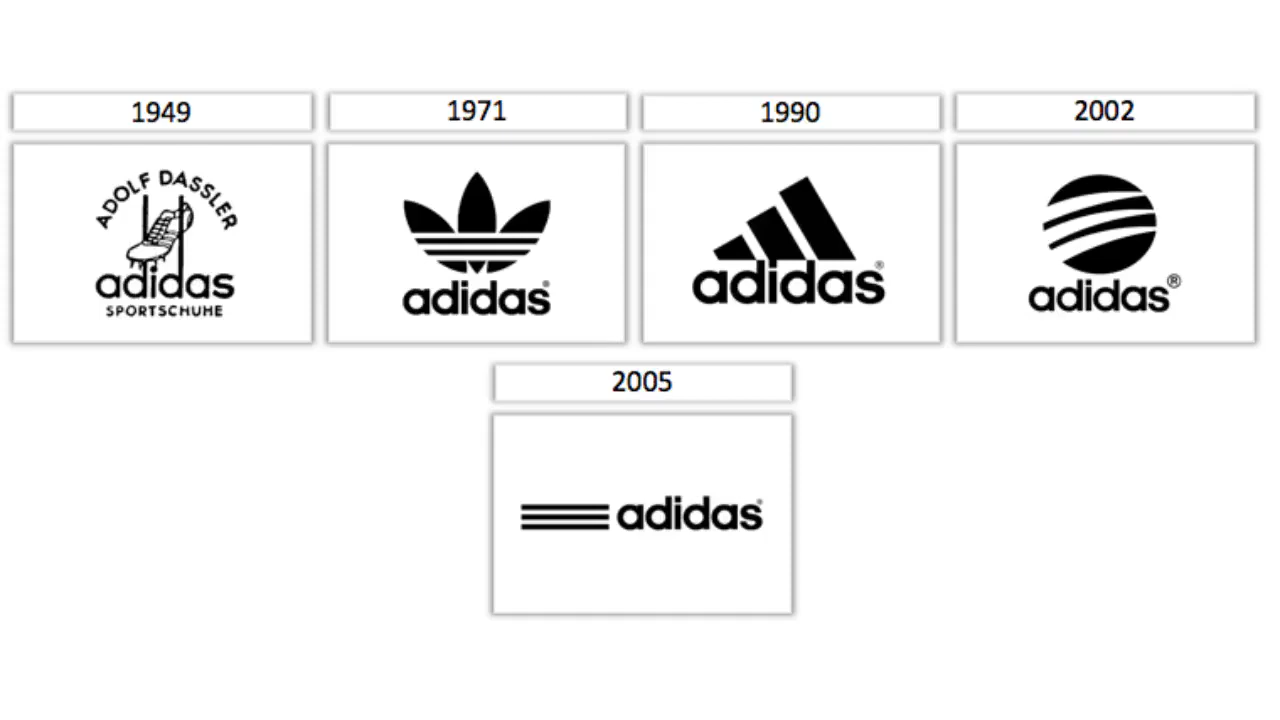 1949
ADOLF DASSLER
adidas
SPORTSCHUHE
1971
adidas®
1990
adidas®
2002
adidas®
2005
adidas®